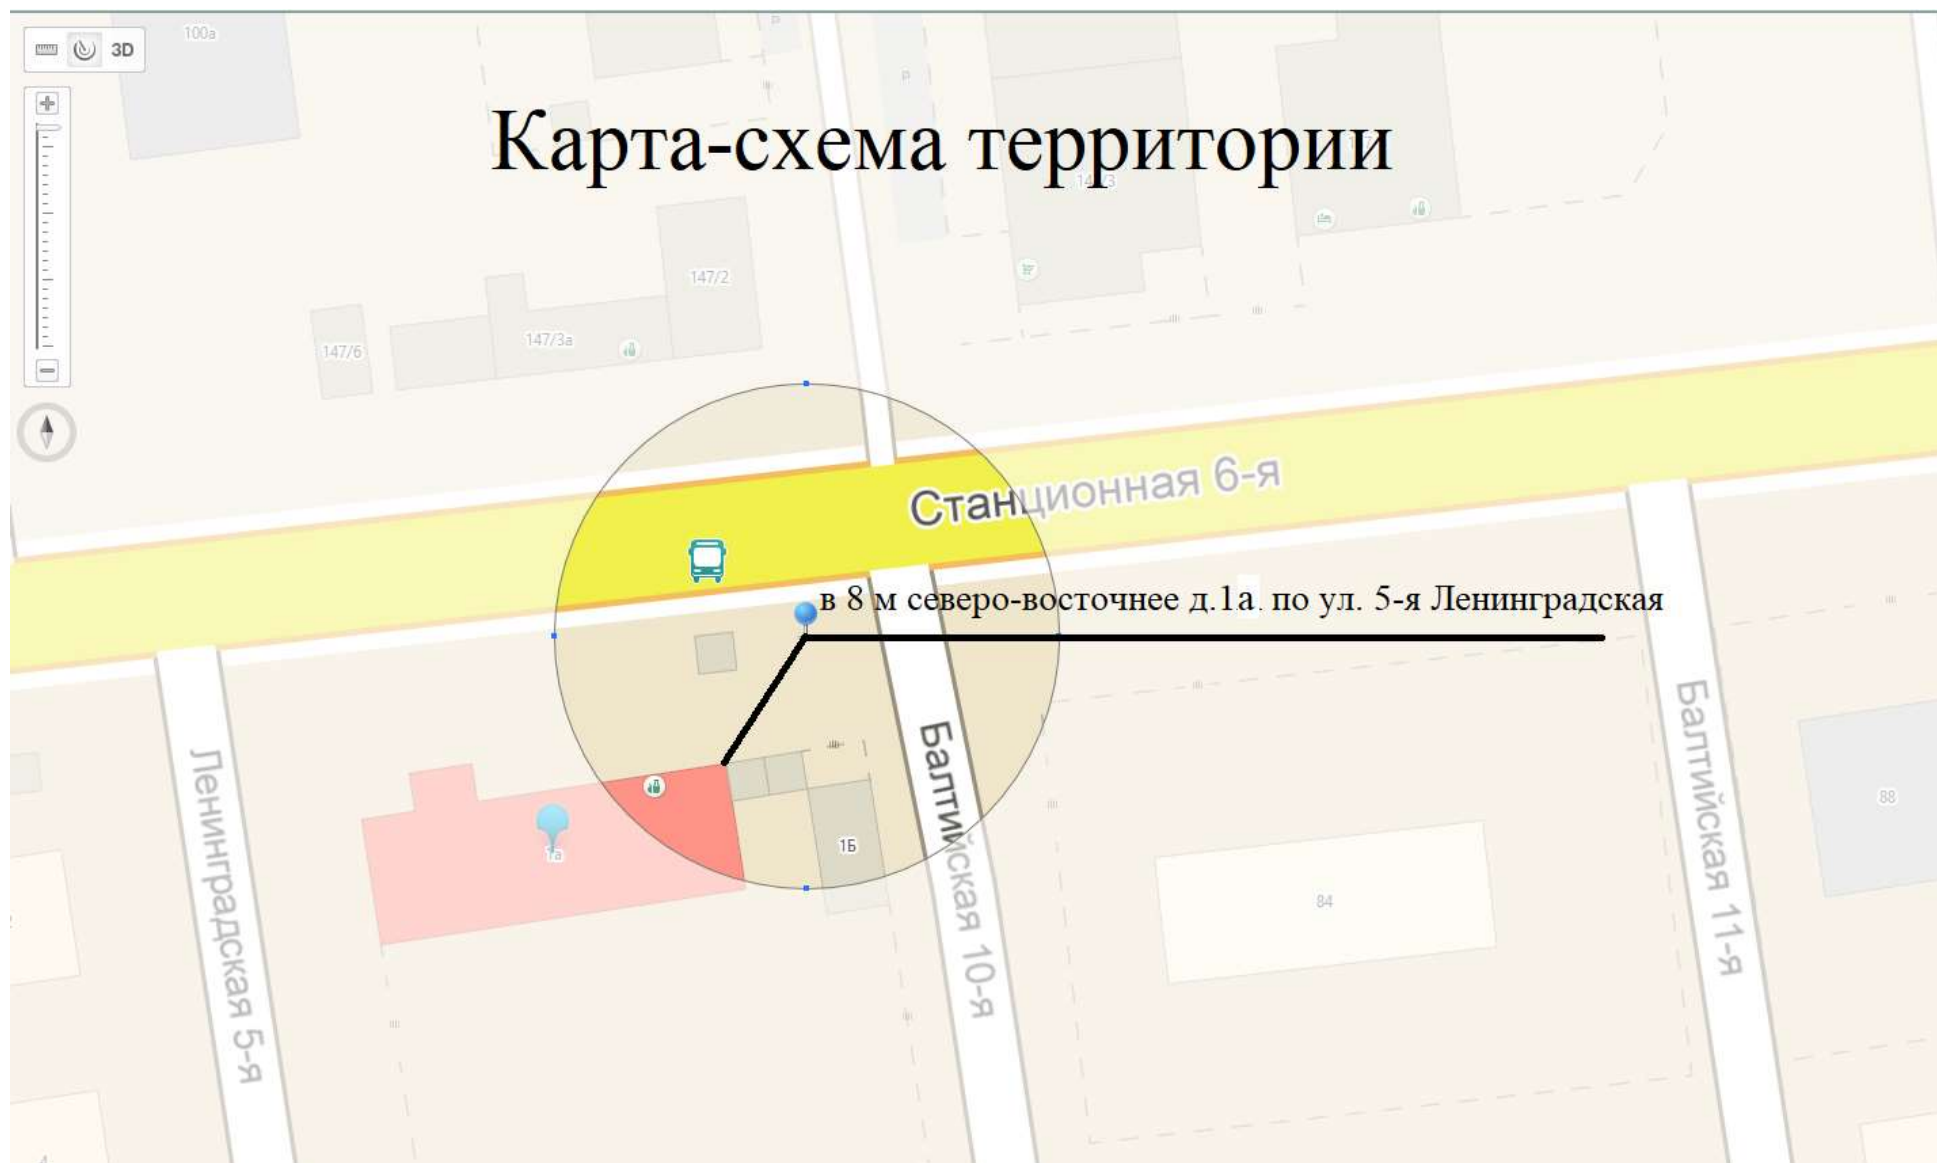 100а
3D
P
P
Карта-схема территории
147/2
147/3а
147/6
Станционная 6-я
в 8 м северо-восточнее д.1а. по ул. 5-я Ленинградская
Ленинградская 5-я
Балтийская 10-я
Балтийская 11-я
1а
1Б
84
88
4